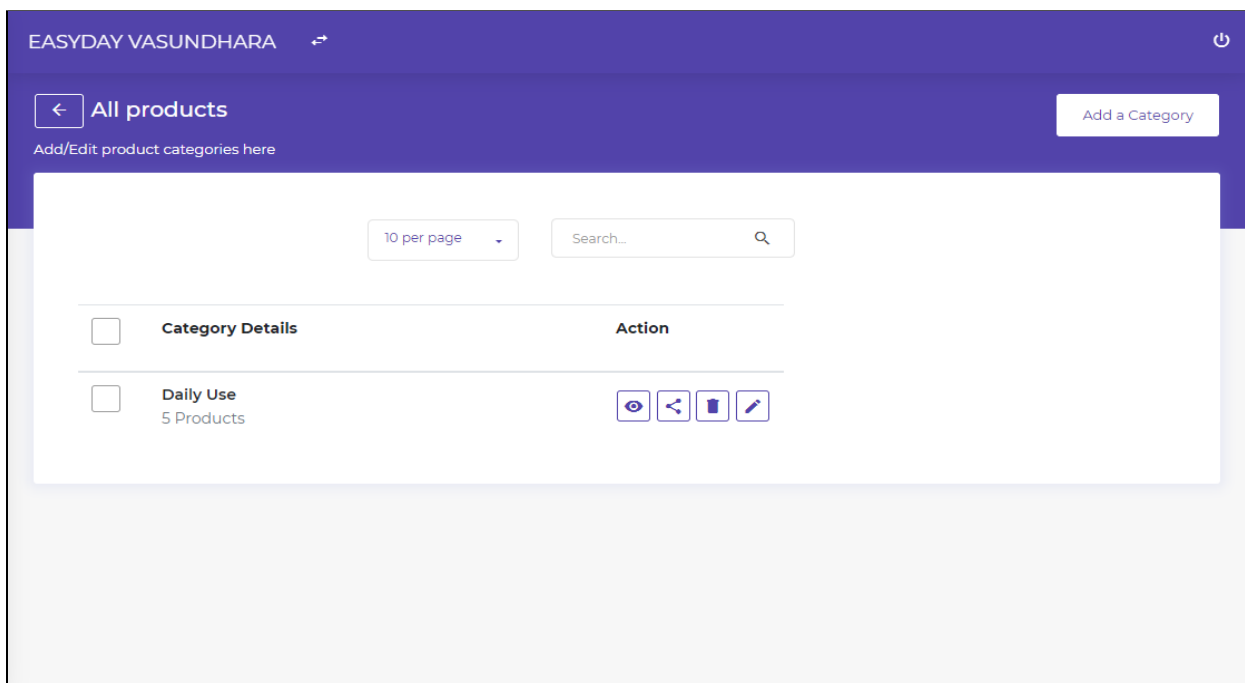 EASYDAY VASUNDHARA
All products
Add a Category
Add/Edit product categories here
10 per page
Search...
Category Details Action
Daily Use
5 Products